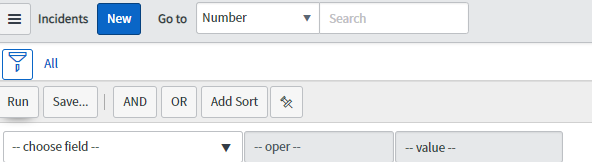 Incidents New Go to Number Search
All
Run Save... AND OR Add Sort
-- choose field -- -- oper -- -- value --